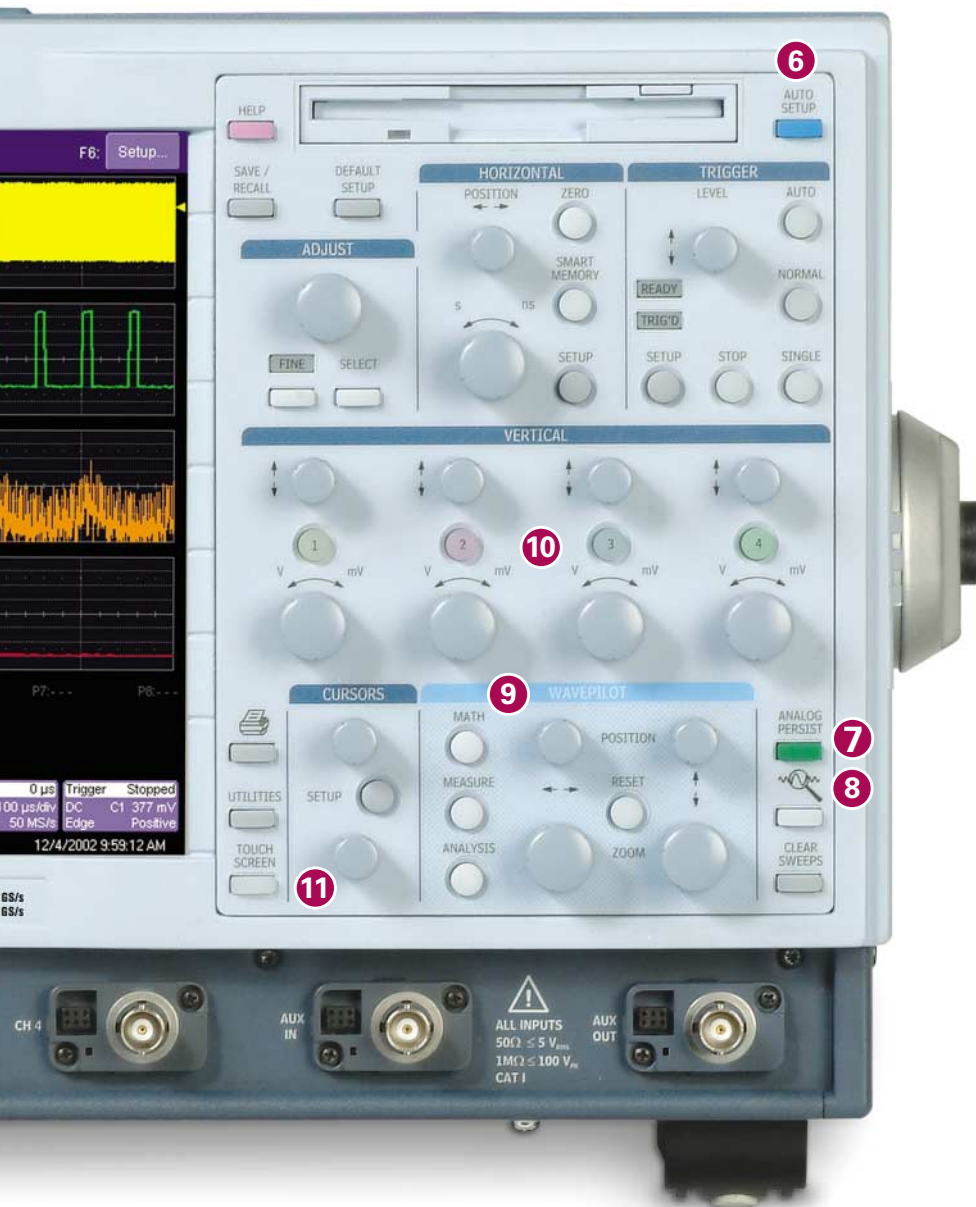 6
AUTO
SETUP
HELP
F6: Setup...
SAVE /
RECALL
DEFAULT
SETUP
HORIZONTAL
POSITION
ZERO
SMART
MEMORY
s
ns
SETUP
TRIGGER
LEVEL
AUTO
NORMAL
READY
TRIG'D
SETUP
STOP
SINGLE
ADJUST
FINE
SELECT
VERTICAL
1
2
10
3
4
V
mV
V
mV
V
mV
V
mV
P7:- - -
P8:- - -
CURSORS
SETUP
9
WAVEPILOT
MATH
MEASURE
ANALYSIS
POSITION
RESET
ZOOM
ANALOG
PERSIST
7
8
CLEAR
SWEEPS
UTILITIES
TOUCH
SCREEN
11
0 µs
100 µs/div
50 MS/s
Trigger Stopped
DC C1 377 mV
Edge Positive
12/4/2002 9:59:12 AM
GS/s
GS/s
CH 4
AUX
IN
ALL INPUTS
50Ω ≤ 5 Vrms
1MΩ ≤ 100 Vpk
CAT I
AUX
OUT